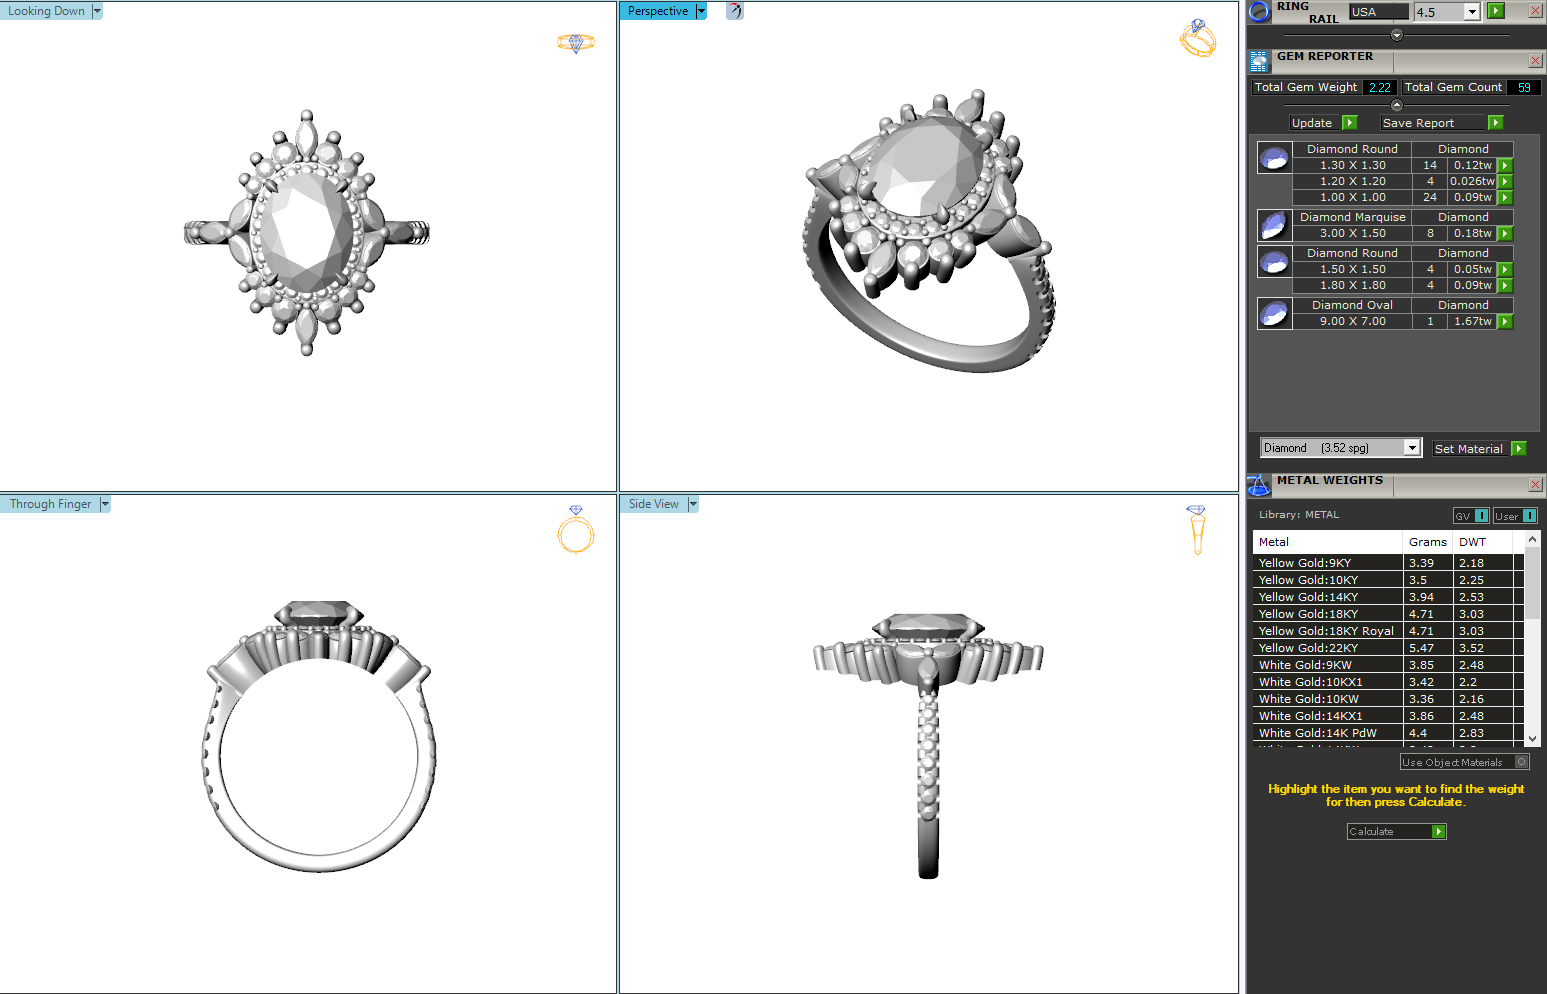 Looking Down
Perspective
Through Finger
Side View
RING RAIL USA 4.5
GEM REPORTER
Total Gem Weight 2.22 Total Gem Count 59
Update Save Report
Diamond Round Diamond
1.30 X 1.30 14 0.12tw
1.20 X 1.20 4 0.026tw
1.00 X 1.00 24 0.09tw
Diamond Marquise Diamond
3.00 X 1.50 8 0.18tw
Diamond Round Diamond
1.50 X 1.50 4 0.05tw
1.80 X 1.80 4 0.09tw
Diamond Oval Diamond
9.00 X 7.00 1 1.67tw
Diamond (3.52 spg) Set Material
METAL WEIGHTS
Library: METAL GV User
Metal Grams DWT
Yellow Gold:9KY 3.39 2.18
Yellow Gold:10KY 3.5 2.25
Yellow Gold:14KY 3.94 2.53
Yellow Gold:18KY 4.71 3.03
Yellow Gold:18KY Royal 4.71 3.03
Yellow Gold:22KY 5.47 3.52
White Gold:9KW 3.85 2.48
White Gold:10KX1 3.42 2.2
White Gold:10KW 3.36 2.16
White Gold:14KX1 3.86 2.48
White Gold:14K PdW 4.4 2.83
Use Object Materials
Highlight the item you want to find the weight
for then press Calculate.
Calculate